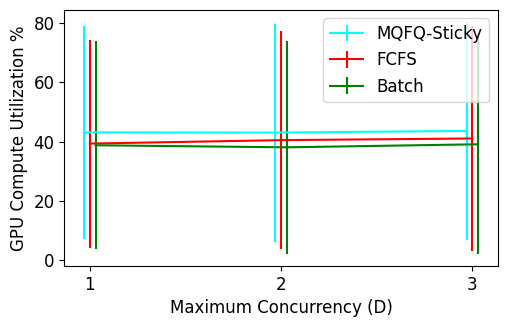 80
60
40
20
0
GPU Compute Utilization %
MQFQ-Sticky
FCFS
Batch
1
2
3
Maximum Concurrency (D)